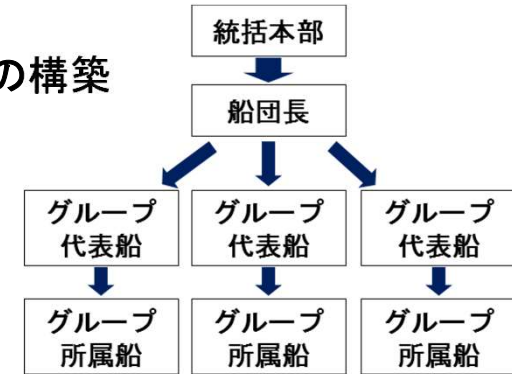 統括本部
の構築
船団長
グループ
代表船
グループ
代表船
グループ
代表船
グループ
所属船
グループ
所属船
グループ
所属船